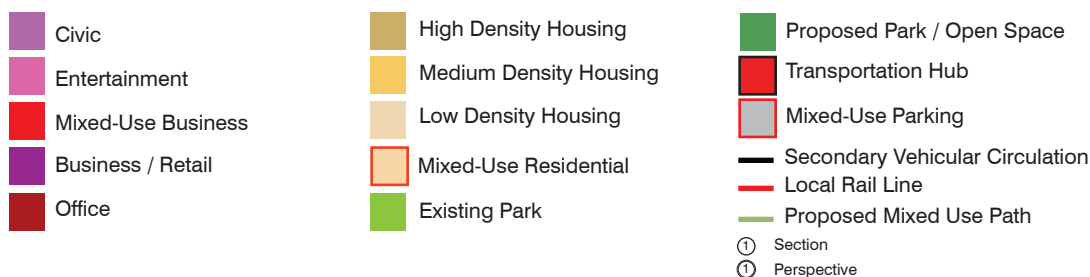 Civic
Entertainment
Mixed-Use Business
Business / Retail
Office
High Density Housing
Medium Density Housing
Low Density Housing
Mixed-Use Residential
Existing Park
Proposed Park / Open Space
Transportation Hub
Mixed-Use Parking
Secondary Vehicular Circulation
Local Rail Line
Proposed Mixed Use Path
1 Section
1 Perspective